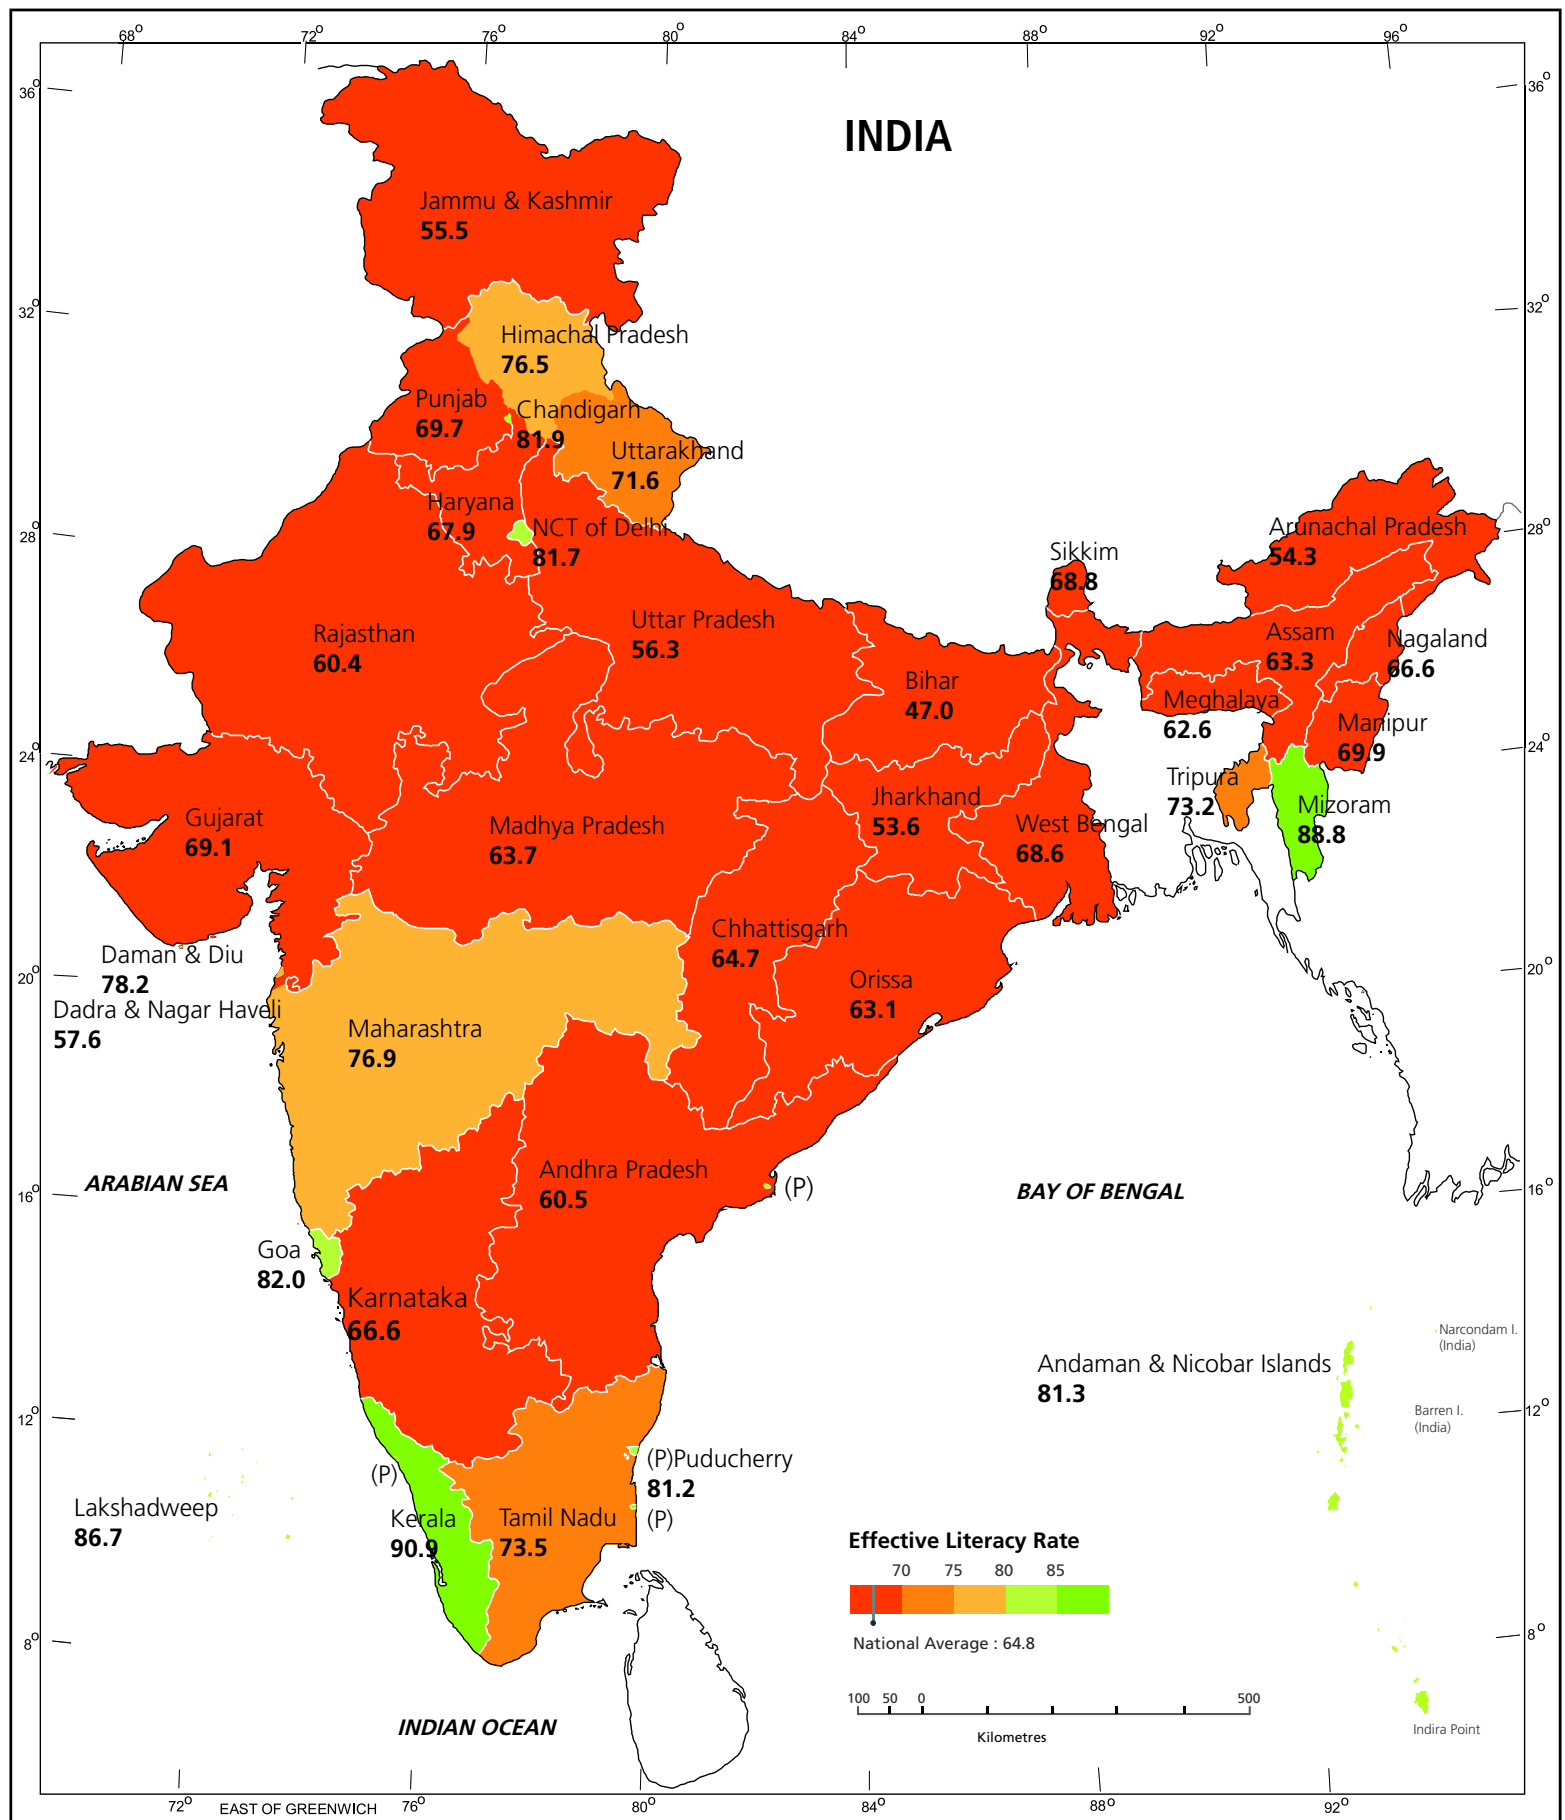 68° 72° 76° 80° 84° 88° 92° 96°
36° 36°
INDIA
Jammu & Kashmir
55.5
32° 32°
Himachal Pradesh
76.5
Punjab
69.7
Chandigarh
81.9
Uttarakhand
71.6
Haryana
67.9
NCT of Delhi
81.7
28° 28°
Arunachal Pradesh
54.3
Sikkim
68.8
Rajasthan
60.4
Uttar Pradesh
56.3
Assam
63.3
Nagaland
66.6
Bihar
47.0
Meghalaya
62.6
Manipur
69.9
24° 24°
Tripura
73.2
Mizoram
88.8
Gujarat
69.1
Madhya Pradesh
63.7
Jharkhand
53.6
West Bengal
68.6
Chhattisgarh
64.7
Daman & Diu
78.2
20° 20°
Orissa
63.1
Dadra & Nagar Haveli
57.6
Maharashtra
76.9
ARABIAN SEA
Andhra Pradesh
60.5
(P)
BAY OF BENGAL
16° 16°
Goa
82.0
Karnataka
66.6
Narcondam I.
(India)
Andaman & Nicobar Islands
81.3
12° 12°
Barren I.
(India)
(P)Puducherry
81.2
(P)
(P)
Lakshadweep
86.7
Kerala
90.9
Tamil Nadu
73.5
Effective Literacy Rate
70 75 80 85
National Average : 64.8
8° 8°
100 50 0 500
Kilometres
INDIAN OCEAN
Indira Point
72° EAST OF GREENWICH 76° 80° 84° 88° 92°